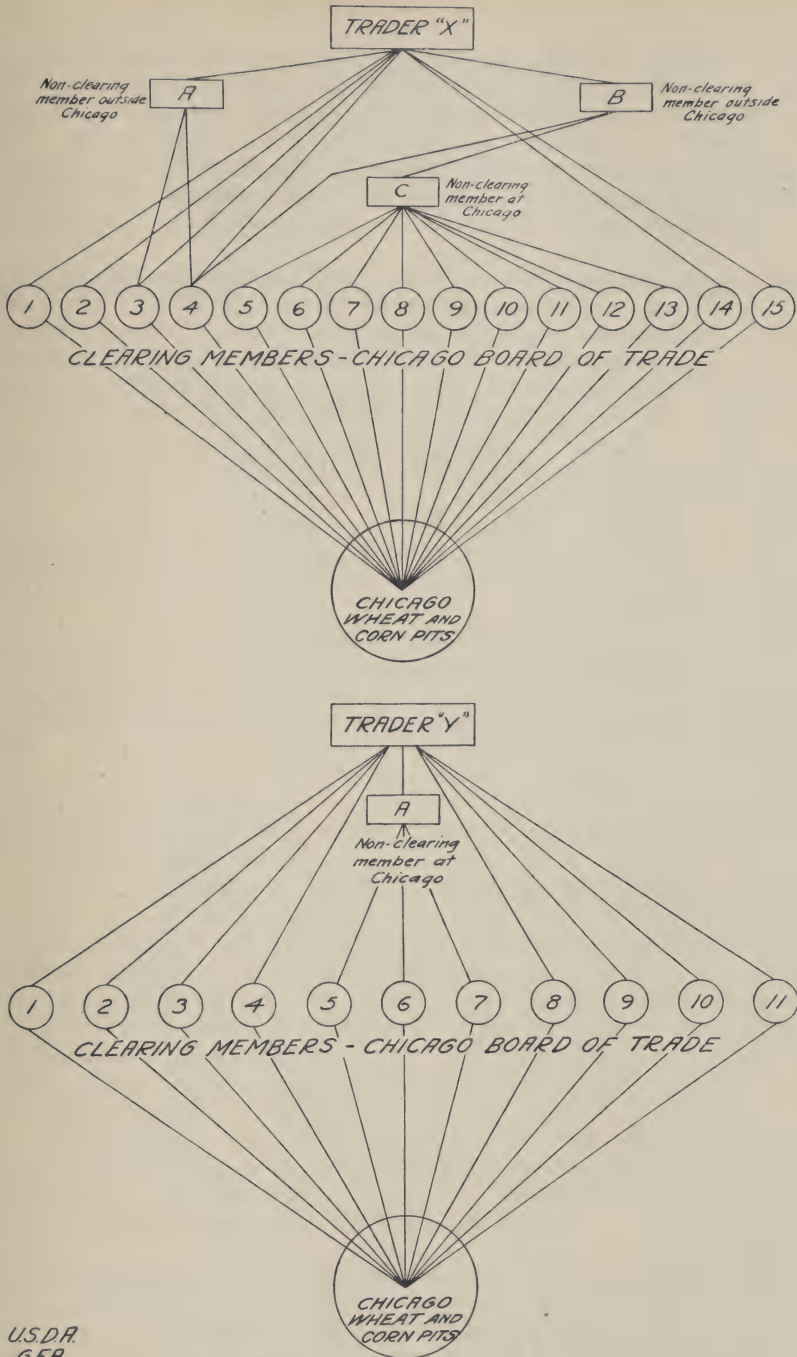 TRADER "X"
Non-clearing
member outside
Chicago
A
B
Non-clearing
member outside
Chicago
C
Non-clearing
member at
Chicago
1 2 3 4 5 6 7 8 9 10 11 12 13 14 15
CLEARING MEMBERS - CHICAGO BOARD OF TRADE
CHICAGO
WHEAT AND
CORN PITS
TRADER "Y"
A
Non-clearing
member at
Chicago
1 2 3 4 5 6 7 8 9 10 11
CLEARING MEMBERS - CHICAGO BOARD OF TRADE
CHICAGO
WHEAT AND
CORN PITS
U.S.D.A.
G.F.A.